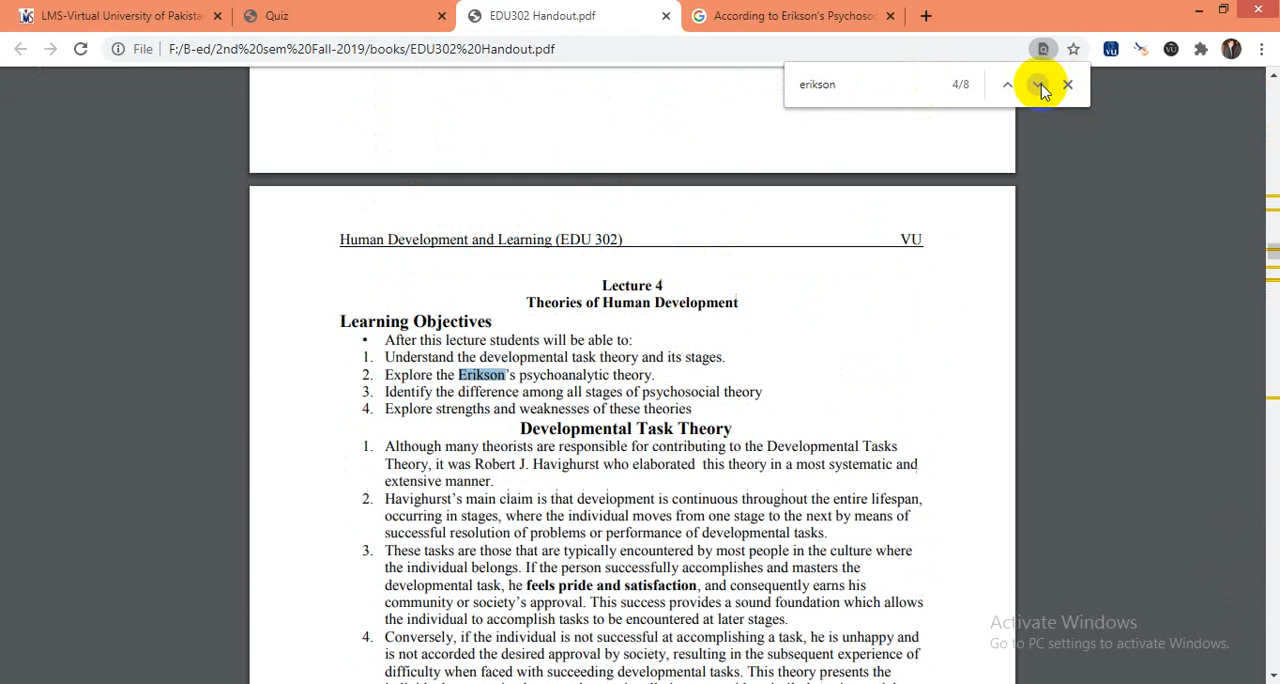 LMS-Virtual University of Pakista
Quiz
EDU302 Handout.pdf
According to Erikson's Psychosoc
File
F:/B-ed/2nd%20sem%20Fall-2019/books/EDU302%20Handout.pdf
erikson 4/8
Human Development and Learning (EDU 302) VU
Lecture 4
Theories of Human Development
Learning Objectives
• After this lecture students will be able to:
1. Understand the developmental task theory and its stages.
2. Explore the Erikson's psychoanalytic theory.
3. Identify the difference among all stages of psychosocial theory
4. Explore strengths and weaknesses of these theories
Developmental Task Theory
1. Although many theorists are responsible for contributing to the Developmental Tasks
Theory, it was Robert J. Havighurst who elaborated this theory in a most systematic and
extensive manner.
2. Havighurst's main claim is that development is continuous throughout the entire lifespan,
occurring in stages, where the individual moves from one stage to the next by means of
successful resolution of problems or performance of developmental tasks.
3. These tasks are those that are typically encountered by most people in the culture where
the individual belongs. If the person successfully accomplishes and masters the
developmental task, he feels pride and satisfaction, and consequently earns his
community or society's approval. This success provides a sound foundation which allows
the individual to accomplish tasks to be encountered at later stages.
4. Conversely, if the individual is not successful at accomplishing a task, he is unhappy and
is not accorded the desired approval by society, resulting in the subsequent experience of
difficulty when faced with succeeding developmental tasks. This theory presents the
Activate Windows
Go to PC settings to activate Windows.